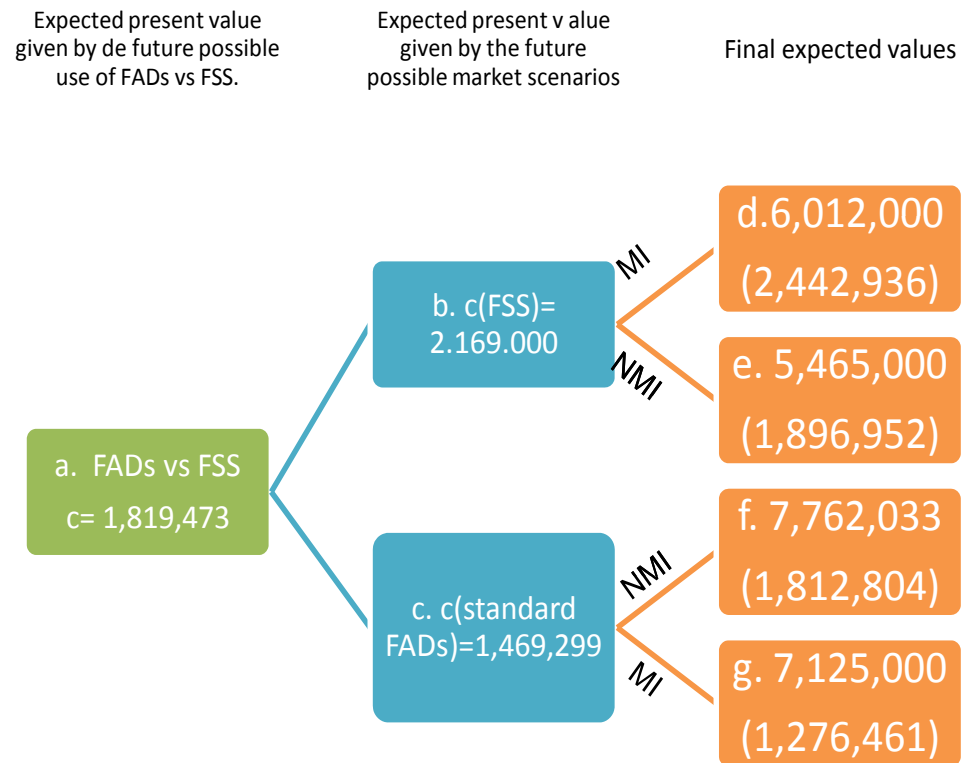 Expected present value
given by de future possible
use of FADs vs FSS.
Expected present v alue
given by the future
possible market scenarios
Final expected values
a. FADs vs FSS
c= 1,819,473
b. c(FSS)=
2.169.000
c. c(standard
FADs)=1,469,299
MI
NMI
NMI
MI
d.6,012,000
(2,442,936)
e. 5,465,000
(1,896,952)
f. 7,762,033
(1,812,804)
g. 7,125,000
(1,276,461)